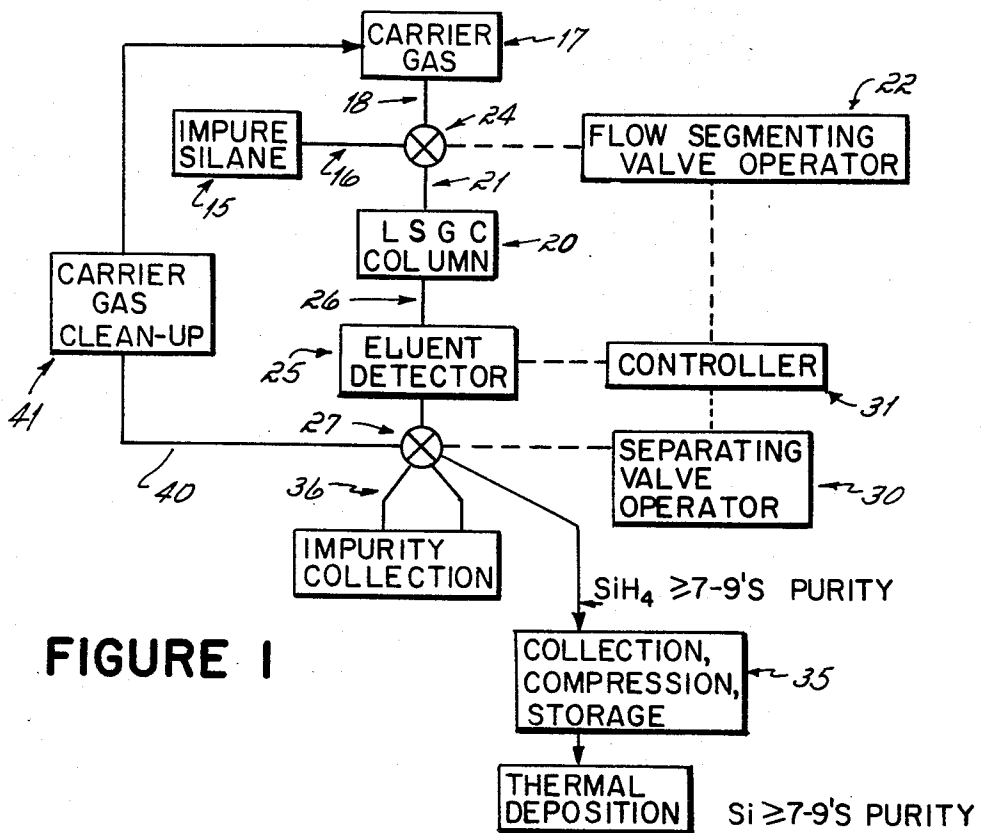 CARRIER
GAS
17
18
24
22
IMPURE
SILANE
16
15
21
FLOW SEGMENTING
VALVE OPERATOR
LSGC
COLUMN
20
CARRIER
GAS
CLEAN-UP
41
26
25
ELUENT
DETECTOR
CONTROLLER
31
27
40
36
SEPARATING
VALVE
OPERATOR
30
IMPURITY
COLLECTION
SiH₄ ≥7-9'S PURITY
FIGURE 1
COLLECTION,
COMPRESSION,
STORAGE
35
THERMAL
DEPOSITION
Si ≥7-9'S PURITY